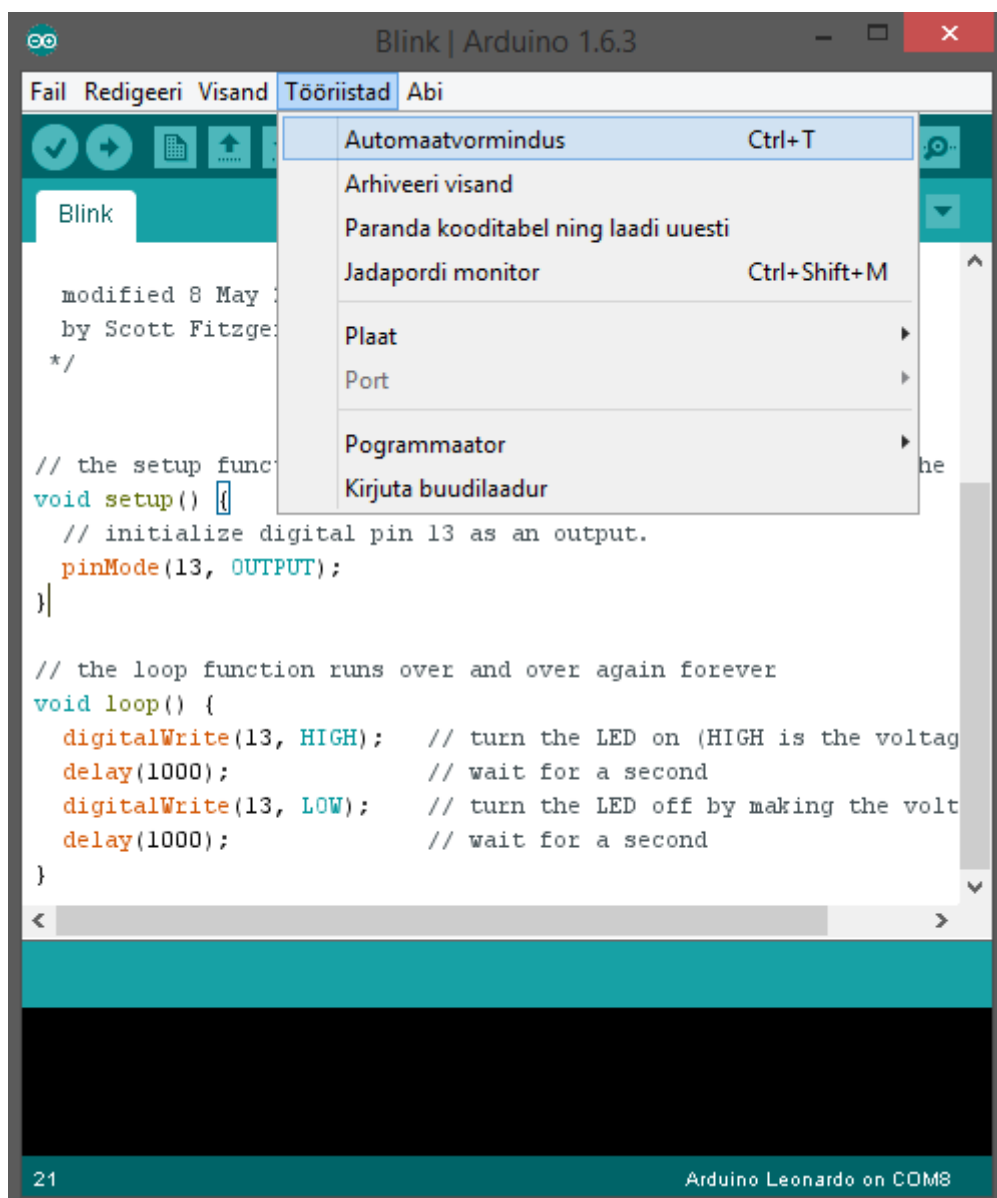 Blink | Arduino 1.6.3
Fail Redigeeri Visand Tööriistad Abi
Automaatvormindus Ctrl+T
Arhiveeri visand
Paranda kooditabel ning laadi uuesti
Jadapordi monitor Ctrl+Shift+M
Plaat
Port
Pogrammaator
Kirjuta buudilaadur
Blink
modified 8 May
by Scott Fitzge
*/
// the setup func he
void setup() {
// initialize digital pin 13 as an output.
pinMode(13, OUTPUT);
}
// the loop function runs over and over again forever
void loop() {
digitalWrite(13, HIGH); // turn the LED on (HIGH is the voltag
delay(1000); // wait for a second
digitalWrite(13, LOW); // turn the LED off by making the volt
delay(1000); // wait for a second
}
21 Arduino Leonardo on COM8